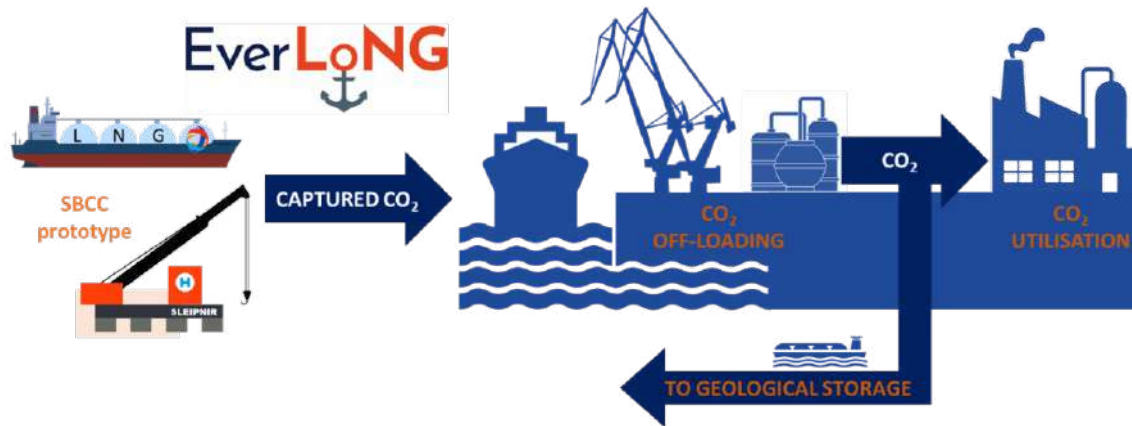 EverLoNG
L N G
SBCC
prototype
H
SLEIPNIR
CAPTURED CO₂
CO₂
OFF-LOADING
CO₂
CO₂
UTILISATION
TO GEOLOGICAL STORAGE